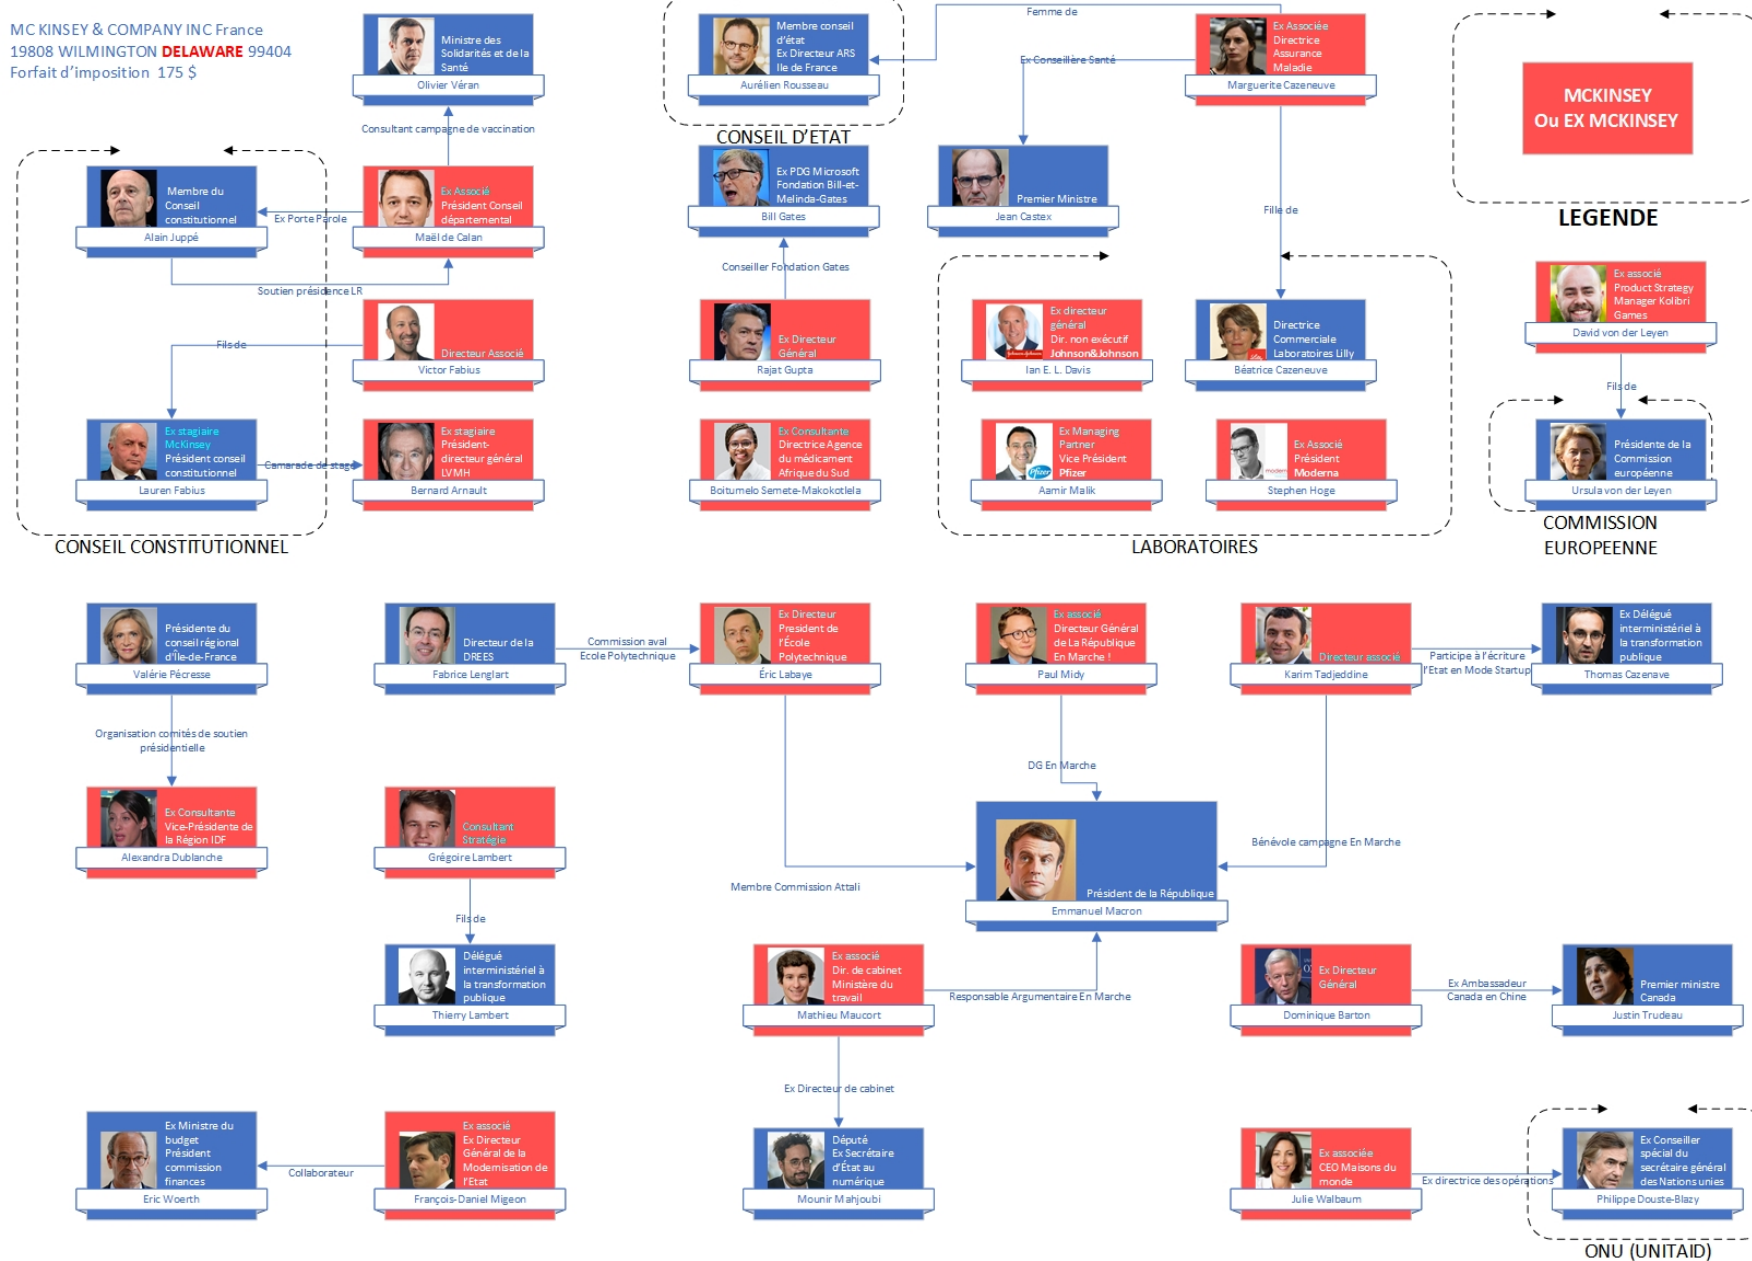 MC KINSEY & COMPANY INC France
19808 WILMINGTON DELAWARE 99404
Forfait d'imposition 175 $
Ministre des
Solidarités et de la
Santé
Olivier Véran
Consultant campagne de vaccination
Membre conseil
d'état
Ex Directeur ARS
Ile de France
Aurélien Rousseau
CONSEIL D'ETAT
Femme de
Ex Conseillère Santé
Ex Associée
Directrice
Assurance
Maladie
Marguerite Cazeneuve
MCKINSEY
Ou EX MCKINSEY
LEGENDE
Membre du
Conseil
constitutionnel
Alain Juppé
Ex Porte Parole
Ex Associé
Président Conseil
départemental
Maël de Calan
Soutien présidence LR
Ex PDG Microsoft
Fondation Bill-et-
Melinda-Gates
Bill Gates
Conseiller Fondation Gates
Premier Ministre
Jean Castex
Fille de
Fils de
Directeur Associé
Victor Fabius
Ex Directeur
Général
Rajat Gupta
Ex directeur
général
Dir. non exécutif
Johnson&Johnson
Ian E. L. Davis
Directrice
Commerciale
Laboratoires Lilly
Béatrice Cazeneuve
Ex associé
Product Strategy
Manager Kolibri
Games
David von der Leyen
Fils de
Ex stagiaire
McKinsey
Président conseil
constitutionnel
Lauren Fabius
Camarade de stage
Ex stagiaire
Président-
directeur général
LVMH
Bernard Arnault
Ex Consultante
Directrice Agence
du médicament
Afrique du Sud
Boitumelo Semete-Makokotlela
Ex Managing
Partner
Vice Président
Pfizer
Pfizer
Aamir Malik
Ex Associé
Président
Moderna
moderna
Stephen Hoge
Présidente de la
Commission
européenne
Ursula von der Leyen
CONSEIL CONSTITUTIONNEL
LABORATOIRES
COMMISSION
EUROPEENNE
Présidente du
conseil régional
d'Île-de-France
Valérie Pécresse
Organisation comités de soutien
présidentielle
Directeur de la
DREES
Fabrice Lenglart
Commission aval
Ecole Polytechnique
Ex Directeur
President de
l'École
Polytechnique
Éric Labaye
Ex associé
Directeur Général
de La République
En Marche !
Paul Midy
Directeur associé
Karim Tadjeddine
Participe à l'écriture
l'Etat en Mode Startup
Ex Délégué
interministériel à
la transformation
publique
Thomas Cazenave
DG En Marche
Ex Consultante
Vice-Présidente de
la Région IDF
Alexandra Dublanche
Consultant
Stratégie
Grégoire Lambert
Fils de
Membre Commission Attali
Président de la République
Emmanuel Macron
Bénévole campagne En Marche
Délégué
interministériel à
la transformation
publique
Thierry Lambert
Ex associé
Dir. de cabinet
Ministère du
travail
Mathieu Maucort
Responsable Argumentaire En Marche
Ex Directeur
Général
Dominique Barton
Ex Ambassadeur
Canada en Chine
Premier ministre
Canada
Justin Trudeau
Ex Directeur de cabinet
Ex Ministre du
budget
Président
commission
finances
Eric Woerth
Collaborateur
Ex associé
Ex Directeur
Général de la
Modernisation de
l'Etat
François-Daniel Migeon
Député
Ex Secrétaire
d'État au
numérique
Mounir Mahjoubi
Ex associée
CEO Maisons du
monde
Julie Walbaum
Ex directrice des opérations
Ex Conseiller
spécial du
secrétaire général
des Nations unies
Philippe Douste-Blazy
ONU (UNITAID)